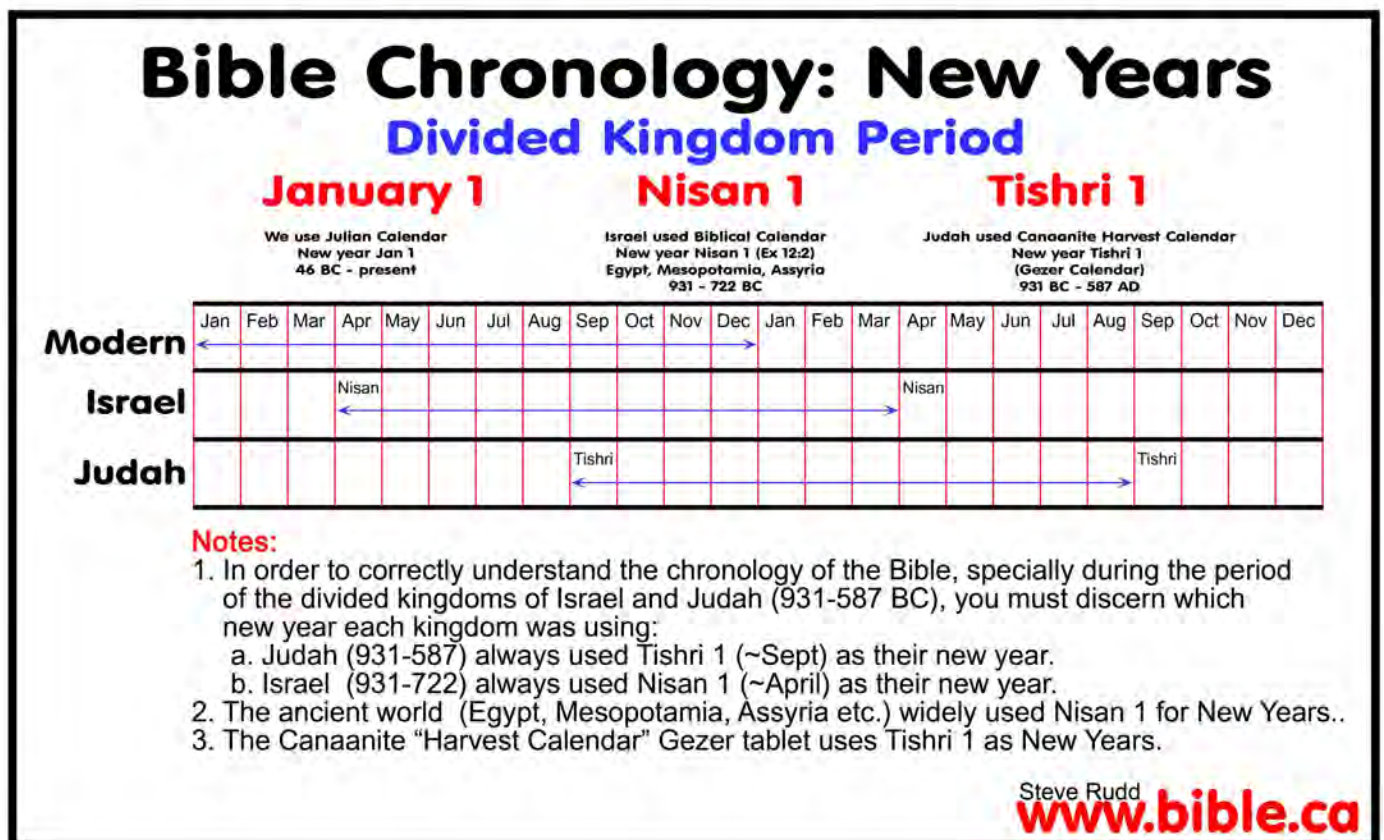 Bible Chronology: New Years
Divided Kingdom Period
January 1
We use Julian Calendar
New year Jan 1
46 BC - present
Nisan 1
Israel used Biblical Calendar
New year Nisan 1 (Ex 12:2)
Egypt, Mesopotamia, Assyria
931 - 722 BC
Tishri 1
Judah used Canaanite Harvest Calendar
New year Tishri 1
(Gezer Calendar)
931 BC - 587 AD
Jan Feb Mar Apr May Jun Jul Aug Sep Oct Nov Dec Jan Feb Mar Apr May Jun Jul Aug Sep Oct Nov Dec
Modern
Israel Nisan Nisan
Judah Tishri Tishri
Notes:
1. In order to correctly understand the chronology of the Bible, specially during the period
of the divided kingdoms of Israel and Judah (931-587 BC), you must discern which
new year each kingdom was using:
a. Judah (931-587) always used Tishri 1 (~Sept) as their new year.
b. Israel (931-722) always used Nisan 1 (~April) as their new year.
2. The ancient world (Egypt, Mesopotamia, Assyria etc.) widely used Nisan 1 for New Years..
3. The Canaanite “Harvest Calendar” Gezer tablet uses Tishri 1 as New Years.
Steve Rudd
www.bible.ca